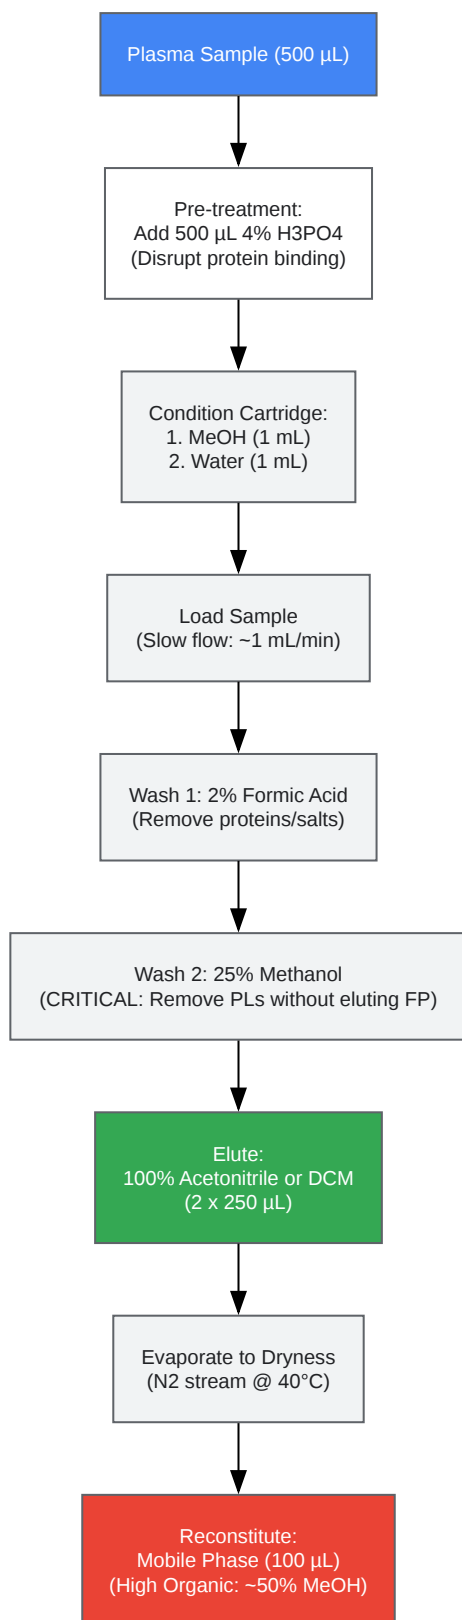 Plasma Sample (500 µL)
Pre-treatment:
Add 500 µL 4% H3PO4
(Disrupt protein binding)
Condition Cartridge:
1. MeOH (1 mL)
2. Water (1 mL)
Load Sample
(Slow flow: ~1 mL/min)
Wash 1: 2% Formic Acid
(Remove proteins/salts)
Wash 2: 25% Methanol
(CRITICAL: Remove PLs without eluting FP)
Elute:
100% Acetonitrile or DCM
(2 x 250 µL)
Evaporate to Dryness
(N2 stream @ 40°C)
Reconstitute:
Mobile Phase (100 µL)
(High Organic: ~50% MeOH)